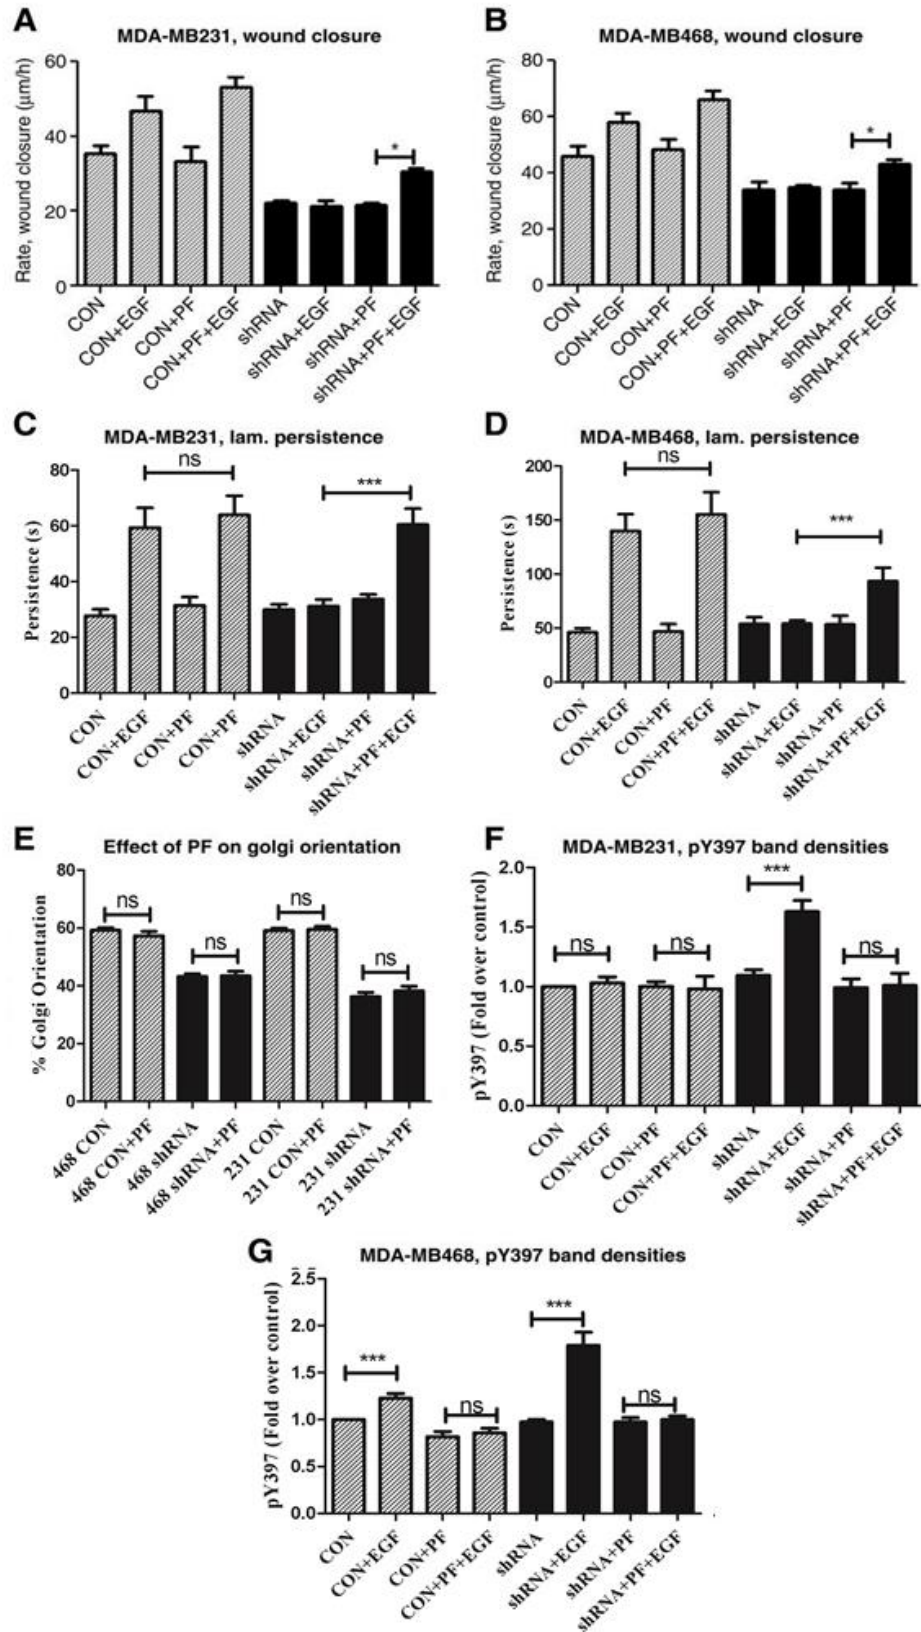 A
MDA-MB231, wound closure
Rate, wound closure (μm/h)
60
40
20
0
*
CON
CON+EGF
CON+PF
CON+PF+EGF
shRNA
shRNA+EGF
shRNA+PF
shRNA+PF+EGF
B
MDA-MB468, wound closure
Rate, wound closure (μm/h)
80
60
40
20
0
*
CON
CON+EGF
CON+PF
CON+PF+EGF
shRNA
shRNA+EGF
shRNA+PF
shRNA+PF+EGF
C
MDA-MB231, lam. persistence
Persistence (s)
80
60
40
20
0
ns
***
CON
CON+EGF
CON+PF
CON+PF
shRNA
shRNA+EGF
shRNA+PF
shRNA+PF+EGF
D
MDA-MB468, lam. persistence
Persistence (s)
200
150
100
50
0
ns
***
CON
CON+EGF
CON+PF
CON+PF+EGF
shRNA
shRNA+EGF
shRNA+PF
shRNA+PF+EGF
E
Effect of PF on golgi orientation
% Golgi Orientation
80
60
40
20
0
ns
ns
ns
ns
468 CON
468 CON+PF
468 shRNA
468 shRNA+PF
231 CON
231 CON+PF
231 shRNA
231 shRNA+PF
F
MDA-MB231, pY397 band densities
pY397 (Fold over control)
2.0
1.5
1.0
0.5
0.0
ns
ns
***
ns
CON
CON+EGF
CON+PF
CON+PF+EGF
shRNA
shRNA+EGF
shRNA+PF
shRNA+PF+EGF
G
MDA-MB468, pY397 band densities
pY397 (Fold over control)
2.5
2.0
1.5
1.0
0.5
0.0
***
ns
***
ns
CON
CON+EGF
CON+PF
CON+PF+EGF
shRNA
shRNA+EGF
shRNA+PF
shRNA+PF+EGF